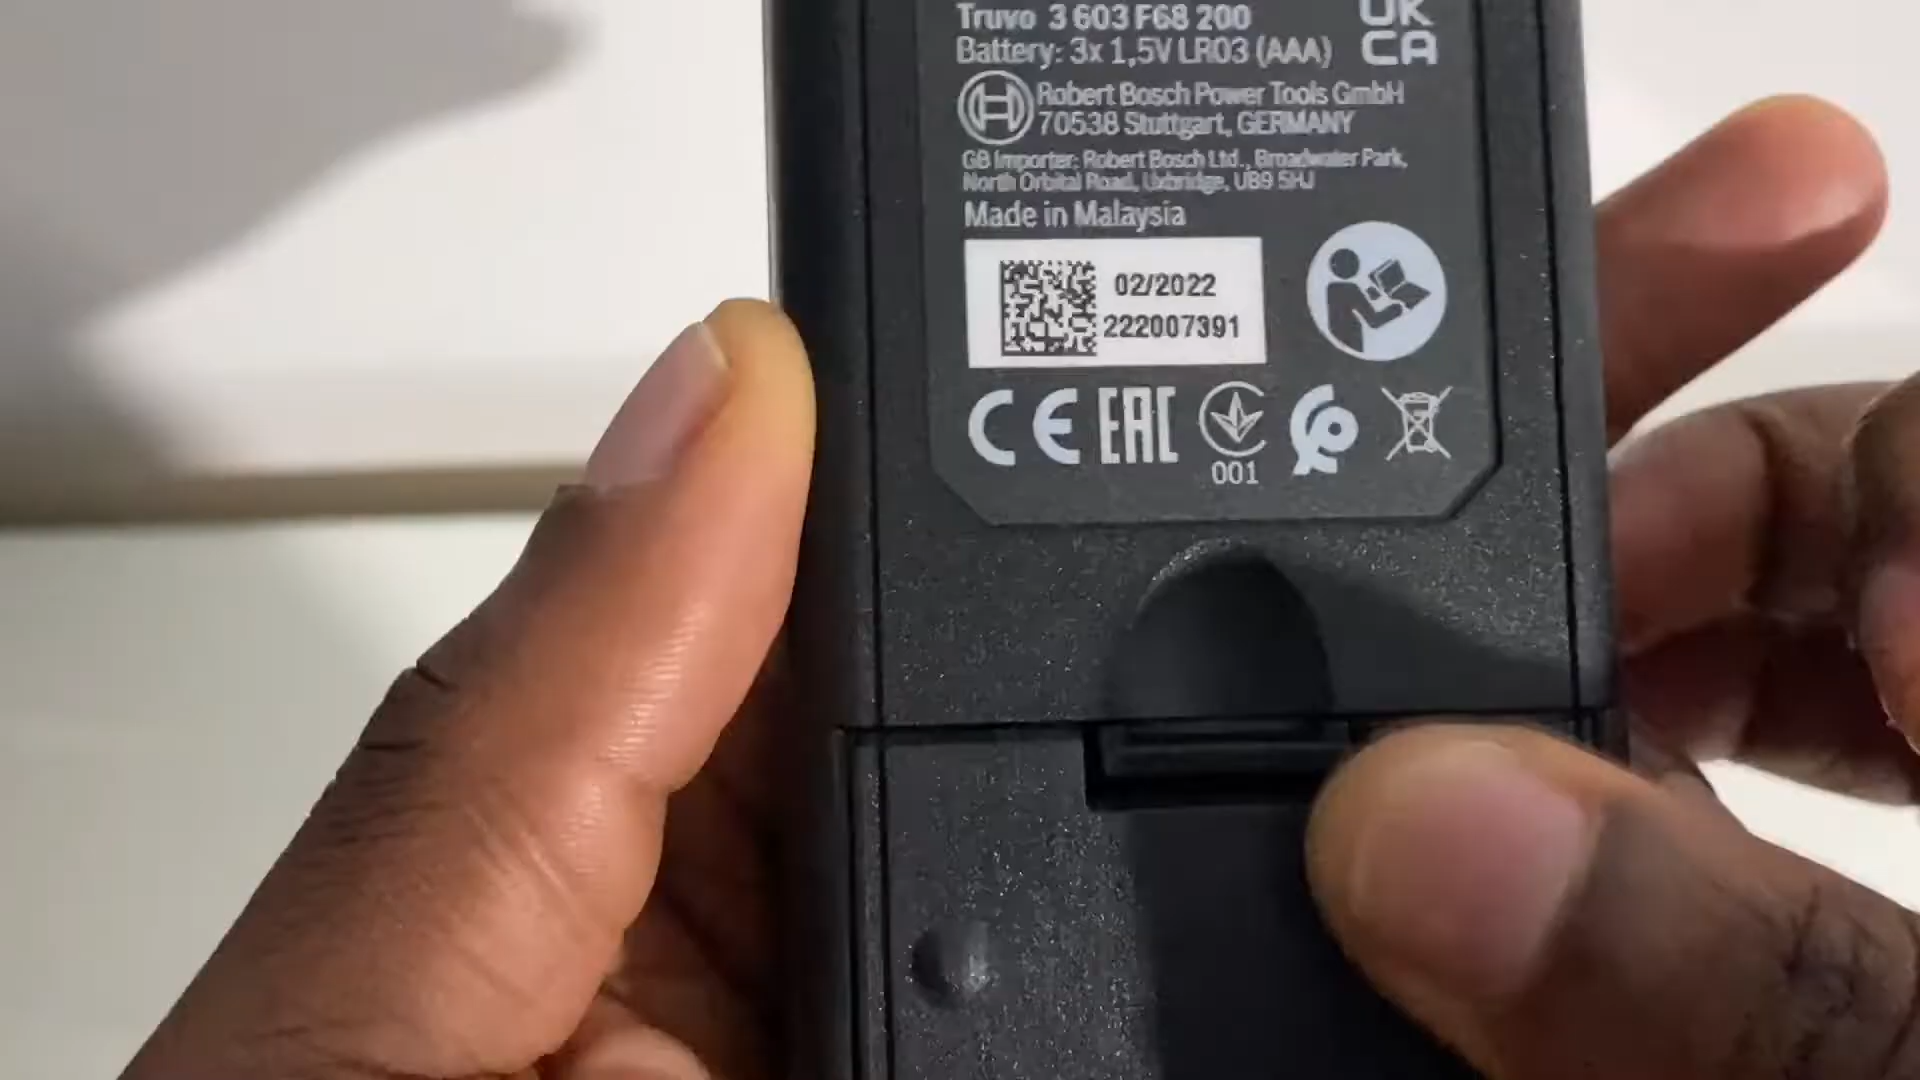 Truvo 3 603 F68 200
Battery: 3x 1,5V LR03 (AAA)
UK
CA
Robert Bosch Power Tools GmbH
70538 Stuttgart, GERMANY
GB Importer: Robert Bosch Ltd., Broadwater Park,
North Orbital Road, Uxbridge, UB9 5HJ
Made in Malaysia
02/2022
222007391
CE EAC
001